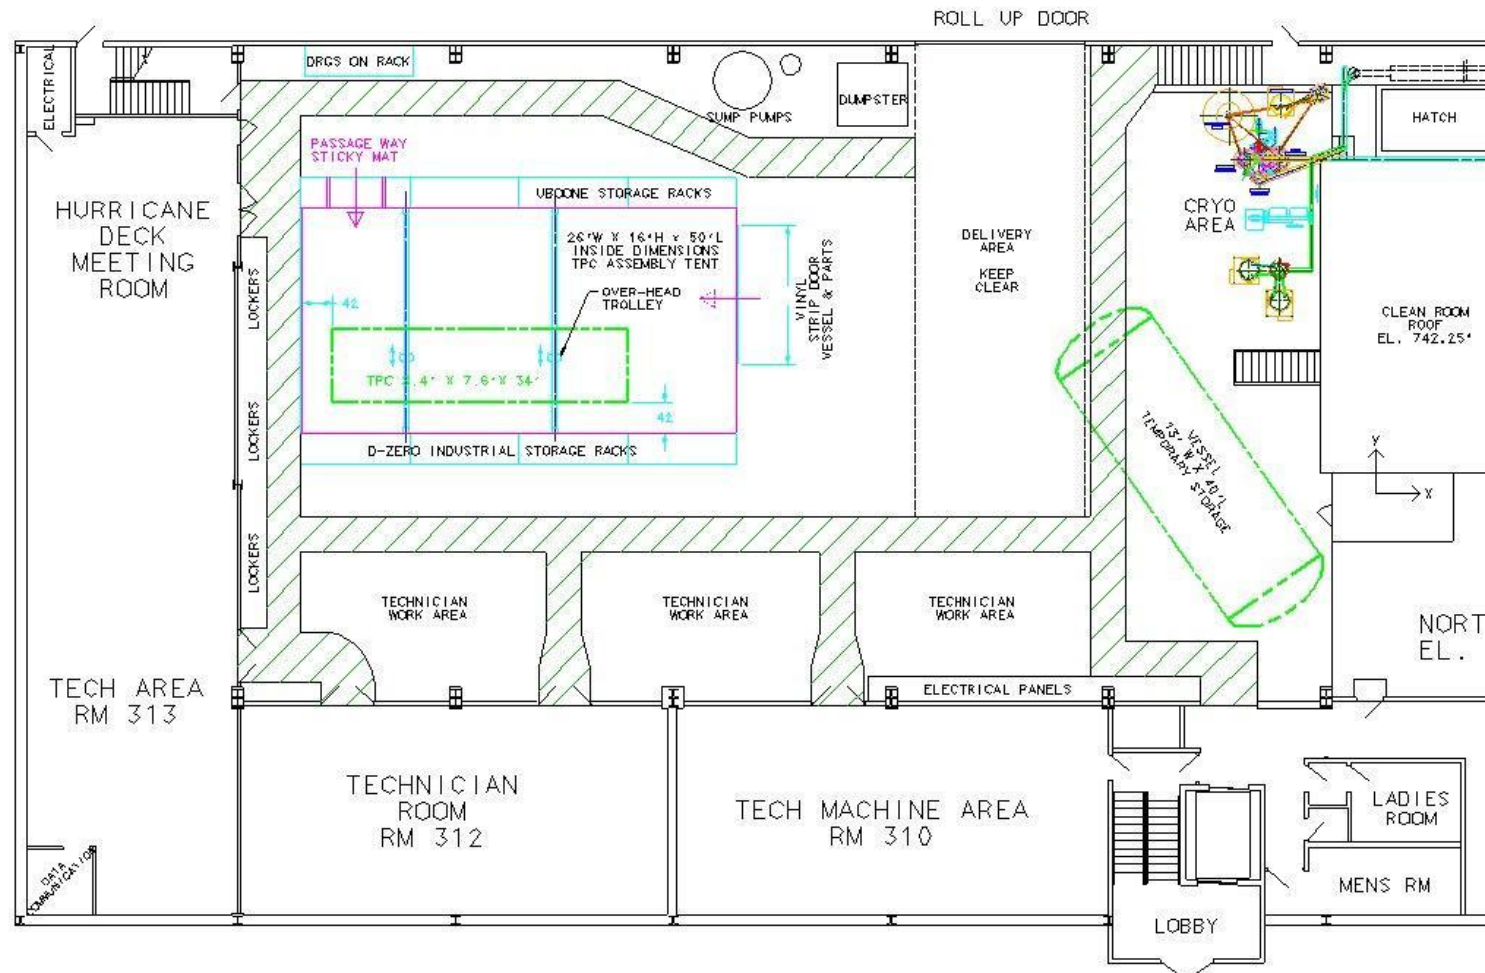 ROLL UP DOOR
ELECTRICAL
DRGS ON RACK
SUMP PUMPS
DUMPSTER
HATCH
PASSAGE WAY
STICKY MAT
UBOONE STORAGE RACKS
HURRICANE
DECK
MEETING
ROOM
26'W X 16'H x 50'L
INSIDE DIMENSIONS
TPC ASSEMBLY TENT
OVER-HEAD
TROLLEY
VINYL
STRIP DOOR
VESSEL & PARTS
DELIVERY
AREA
KEEP
CLEAR
CRYO
AREA
CLEAN ROOM
ROOF
EL. 742.25'
LOCKERS
42
TPC
X 7.6' X 34'
42
LOCKERS
D-ZERO INDUSTRIAL STORAGE RACKS
VESSEL
13' W X 40'L
TEMPORARY STORAGE
Y
X
LOCKERS
TECHNICIAN
WORK AREA
TECHNICIAN
WORK AREA
TECHNICIAN
WORK AREA
NORT
EL.
TECH AREA
RM 313
ELECTRICAL PANELS
TECHNICIAN
ROOM
RM 312
TECH MACHINE AREA
RM 310
LADIES
ROOM
DATA
COMMUNICATION
MENS RM
LOBBY